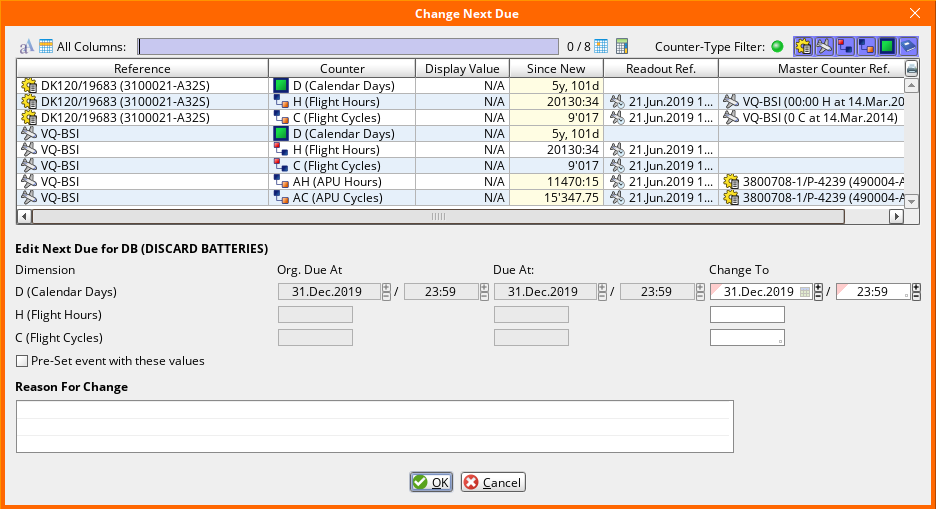 Change Next Due
All Columns: 0 / 8 Counter-Type Filter:
Reference Counter Display Value Since New Readout Ref. Master Counter Ref.
DK120/19683 (3100021-A32S) D (Calendar Days) N/A 5y, 101d
DK120/19683 (3100021-A32S) H (Flight Hours) N/A 20130:34 21.Jun.2019 1... VQ-BSI (00:00 H at 14.Mar.20
DK120/19683 (3100021-A32S) C (Flight Cycles) N/A 9'017 21.Jun.2019 1... VQ-BSI (0 C at 14.Mar.2014)
VQ-BSI D (Calendar Days) N/A 5y, 101d
VQ-BSI H (Flight Hours) N/A 20130:34 21.Jun.2019 1...
VQ-BSI C (Flight Cycles) N/A 9'017 21.Jun.2019 1...
VQ-BSI AH (APU Hours) N/A 11470:15 21.Jun.2019 1... 3800708-1/P-4239 (490004-A
VQ-BSI AC (APU Cycles) N/A 15'347.75 21.Jun.2019 1... 3800708-1/P-4239 (490004-A
Edit Next Due for DB (DISCARD BATTERIES)
Dimension Org. Due At Due At: Change To
D (Calendar Days) 31.Dec.2019 / 23:59 31.Dec.2019 / 23:59 31.Dec.2019 / 23:59
H (Flight Hours)
C (Flight Cycles)
Pre-Set event with these values
Reason For Change
OK Cancel